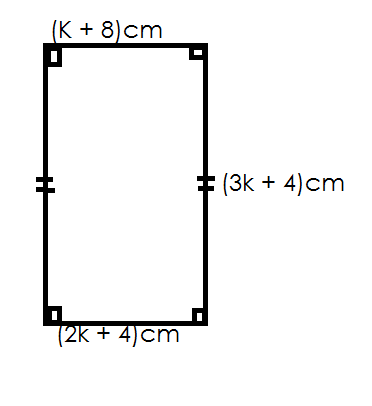 (K + 8)cm
(3k + 4)cm
(2k + 4)cm